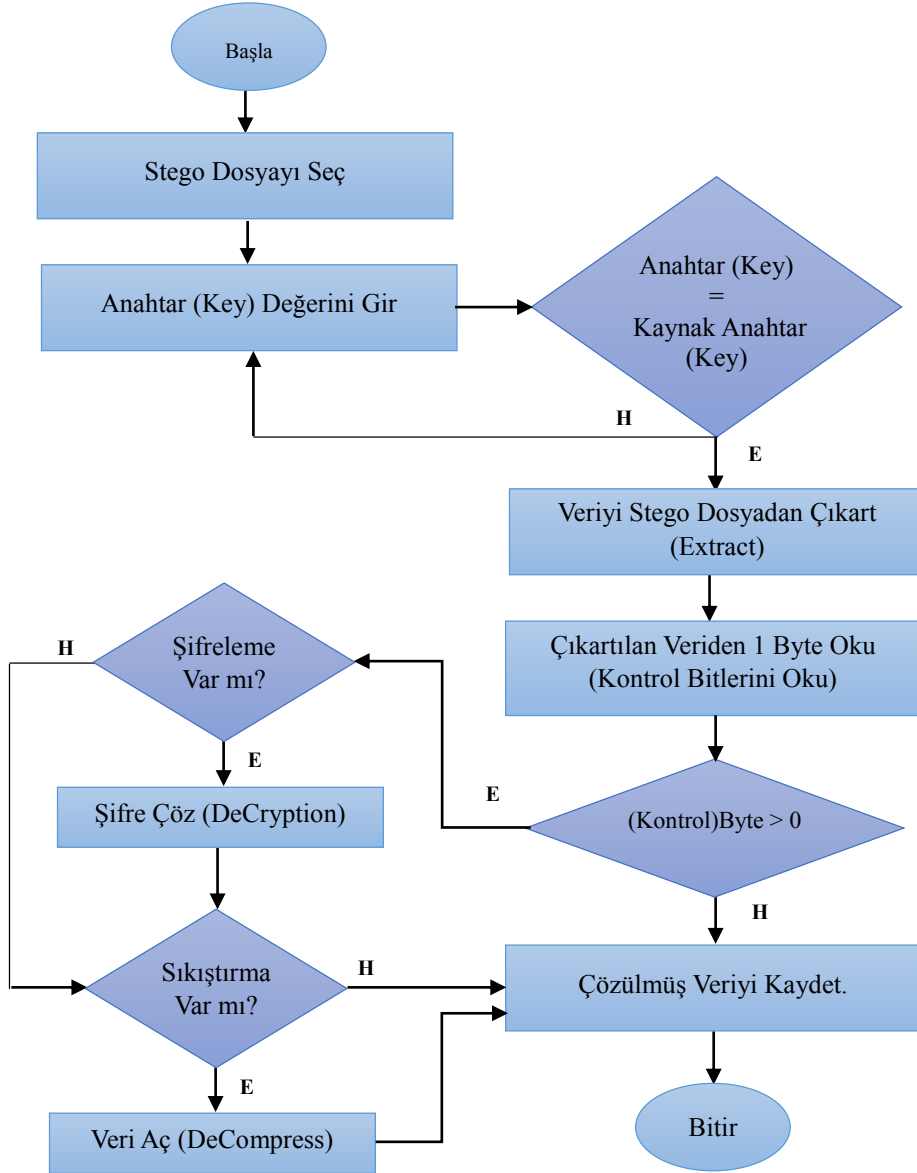 Başla
Stego Dosyayı Seç
Anahtar (Key) Değerini Gir
Anahtar (Key)
=
Kaynak Anahtar
(Key)
H
E
Veriyi Stego Dosyadan Çıkart
(Extract)
Çıkartılan Veriden 1 Byte Oku
(Kontrol Bitlerini Oku)
(Kontrol)Byte > 0
E
H
Şifreleme
Var mı?
H
E
Şifre Çöz (DeCryption)
Sıkıştırma
Var mı?
H
E
Veri Aç (DeCompress)
Çözülmüş Veriyi Kaydet.
Bitir